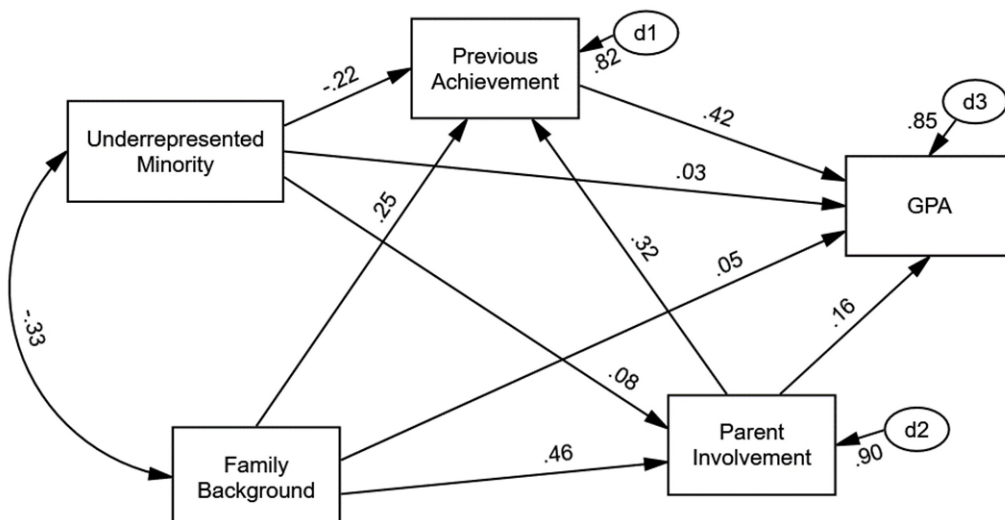 Previous
Achievement
d1
.82
-.22
Underrepresented
Minority
.42
d3
.85
.03
GPA
.25
.32
.05
-.33
.16
.08
Parent
Involvement
d2
.90
Family
Background
.46